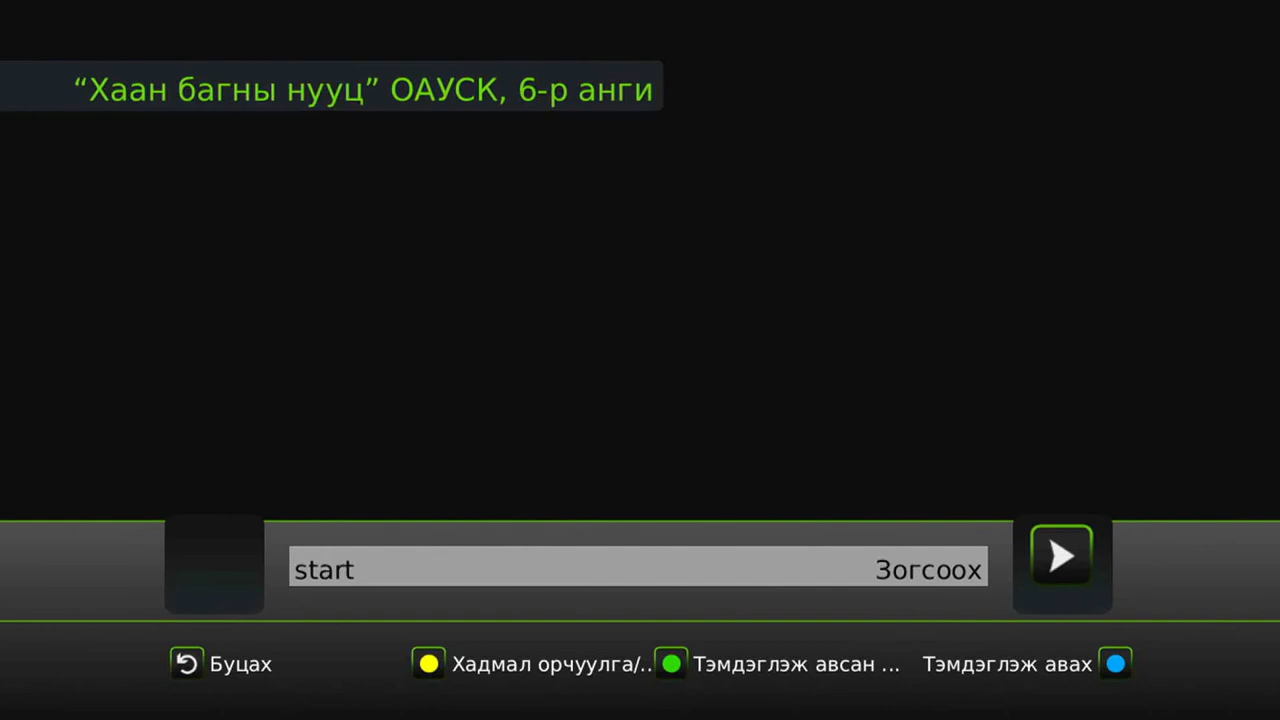 “Хаан багны нууц” ОАУСК, 6-р анги
start
Зогсоох
Буцах
Хадмал орчуулга/..
Тэмдэглэж авсан ...
Тэмдэглэж авах